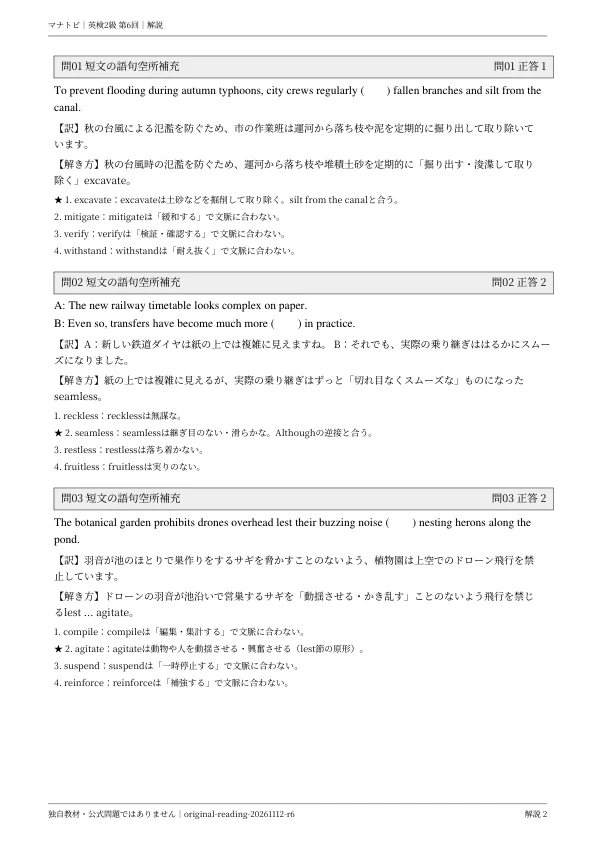 マナトビ｜英検2級 第6回｜解説
問01 短文の語句空所補充 問01 正答 1
To prevent flooding during autumn typhoons, city crews regularly (　　) fallen branches and silt from the
canal.
【訳】秋の台風による氾濫を防ぐため、市の作業班は運河から落ち枝や泥を定期的に掘り出して取り除いて
います。
【解き方】秋の台風時の氾濫を防ぐため、運河から落ち枝や堆積土砂を定期的に「掘り出す・浚渫して取り
除く」excavate。
★ 1. excavate：excavateは土砂などを掘削して取り除く。silt from the canalと合う。
2. mitigate：mitigateは「緩和する」で文脈に合わない。
3. verify：verifyは「検証・確認する」で文脈に合わない。
4. withstand：withstandは「耐え抜く」で文脈に合わない。
問02 短文の語句空所補充 問02 正答 2
A: The new railway timetable looks complex on paper.
B: Even so, transfers have become much more (　　) in practice.
【訳】A：新しい鉄道ダイヤは紙の上では複雑に見えますね。 B：それでも、実際の乗り継ぎははるかにスムー
ズになりました。
【解き方】紙の上では複雑に見えるが、実際の乗り継ぎはずっと「切れ目なくスムーズな」ものになった
seamless。
1. reckless：recklessは無謀な。
★ 2. seamless：seamlessは継ぎ目のない・滑らかな。Althoughの逆接と合う。
3. restless：restlessは落ち着かない。
4. fruitless：fruitlessは実りのない。
問03 短文の語句空所補充 問03 正答 2
The botanical garden prohibits drones overhead lest their buzzing noise (　　) nesting herons along the
pond.
【訳】羽音が池のほとりで巣作りをするサギを脅かすことのないよう、植物園は上空でのドローン飛行を禁
止しています。
【解き方】ドローンの羽音が池沿いで営巣するサギを「動揺させる・かき乱す」ことのないよう飛行を禁じ
るlest … agitate。
1. compile：compileは「編集・集計する」で文脈に合わない。
★ 2. agitate：agitateは動物や人を動揺させる・興奮させる（lest節の原形）。
3. suspend：suspendは「一時停止する」で文脈に合わない。
4. reinforce：reinforceは「補強する」で文脈に合わない。
独自教材・公式問題ではありません｜original-reading-20261112-r6 解説 2